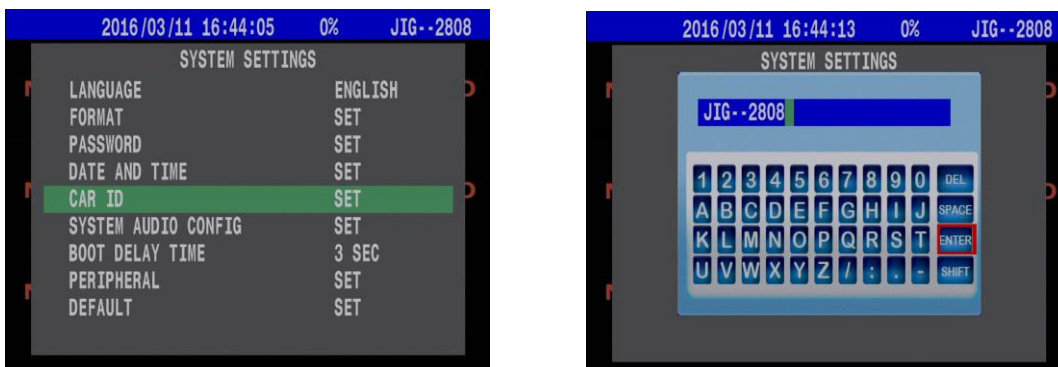 2016/03/11 16:44:05 0% JIG--2808
SYSTEM SETTINGS
LANGUAGE ENGLISH
FORMAT SET
PASSWORD SET
DATE AND TIME SET
CAR ID SET
SYSTEM AUDIO CONFIG SET
BOOT DELAY TIME 3 SEC
PERIPHERAL SET
DEFAULT SET
2016/03/11 16:44:13 0% JIG--2808
SYSTEM SETTINGS
JIG--2808
1 2 3 4 5 6 7 8 9 0 DEL
A B C D E F G H I J SPACE
K L M N O P Q R S T ENTER
U V W X Y Z / : . - SHIFT